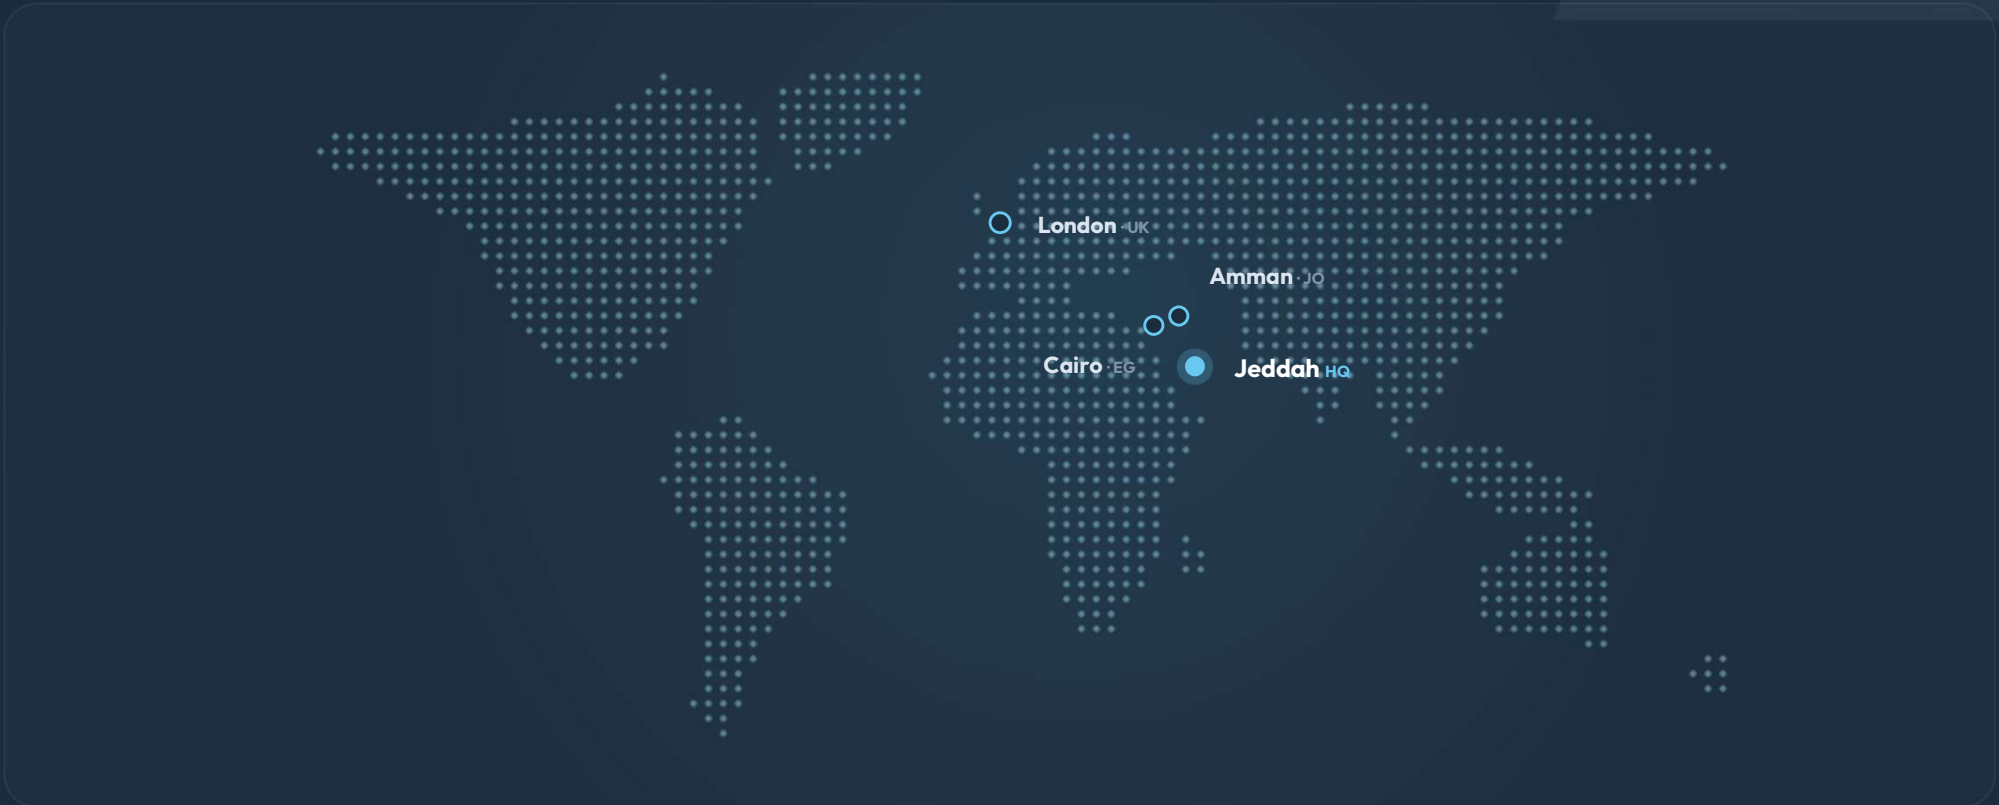 London · UK
Amman · JO
Cairo · EG
Jeddah HQ